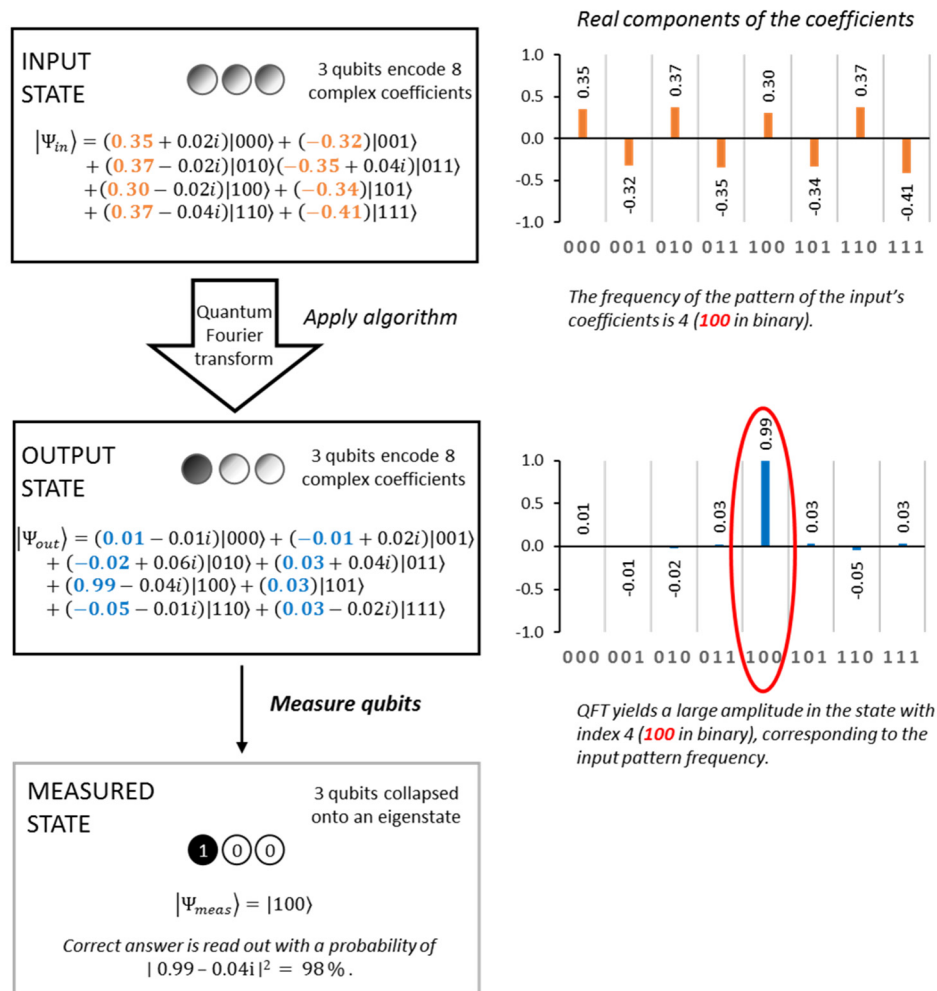 INPUT
STATE
3 qubits encode 8
complex coefficients
|Ψ_in⟩ = (0.35 + 0.02i)|000⟩ + (−0.32)|001⟩
+ (0.37 − 0.02i)|010⟩(−0.35 + 0.04i)|011⟩
+(0.30 − 0.02i)|100⟩ + (−0.34)|101⟩
+ (0.37 − 0.04i)|110⟩ + (−0.41)|111⟩
Real components of the coefficients
1.0
0.5
0.0
-0.5
-1.0
0.35
-0.32
0.37
-0.35
0.30
-0.34
0.37
-0.41
000 001 010 011 100 101 110 111
The frequency of the pattern of the input's
coefficients is 4 (100 in binary).
Quantum
Fourier
transform
Apply algorithm
OUTPUT
STATE
3 qubits encode 8
complex coefficients
|Ψ_out⟩ = (0.01 − 0.01i)|000⟩ + (−0.01 + 0.02i)|001⟩
+ (−0.02 + 0.06i)|010⟩ + (0.03 + 0.04i)|011⟩
+ (0.99 − 0.04i)|100⟩ + (0.03)|101⟩
+ (−0.05 − 0.01i)|110⟩ + (0.03 − 0.02i)|111⟩
1.0
0.5
0.0
-0.5
-1.0
0.01
-0.01
-0.02
0.03
0.99
0.03
-0.05
0.03
000 001 010 011 100 101 110 111
QFT yields a large amplitude in the state with
index 4 (100 in binary), corresponding to the
input pattern frequency.
Measure qubits
MEASURED
STATE
3 qubits collapsed
onto an eigenstate
1 0 0
|Ψ_meas⟩ = |100⟩
Correct answer is read out with a probability of
| 0.99 – 0.04i |² = 98 % .